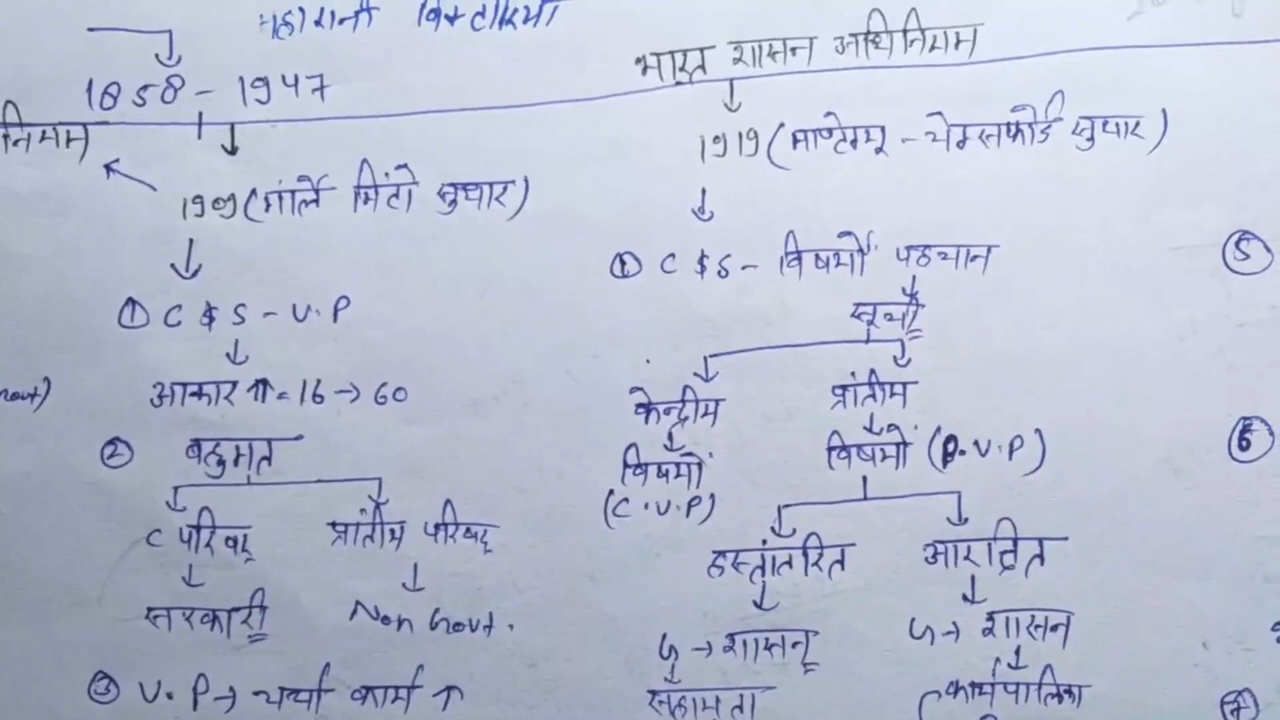 महारानी विक्टोरिया
1858 - 1947
नियम)
1909 (मार्ले मिंटो सुधार)
① C & S - V.P
आकार ↑ = 16 → 60
② बहुमत
C परिषद् प्रांतीय परिषद्
सरकारी Non Govt.
③ V.P → चर्चा कार्य ↑
भारत शासन अधिनियम
1919 (माण्टेग्यू - चेम्सफोर्ड सुधार)
① C & S - विषयों पहचान
सूची
केन्द्रीय प्रांतीय
विषयों विषयों (P.V.P)
(C.V.P)
हस्तांतरित आरक्षित
G → शासन G → शासन
सहायता कार्यपालिका
⑤
⑥
⑦